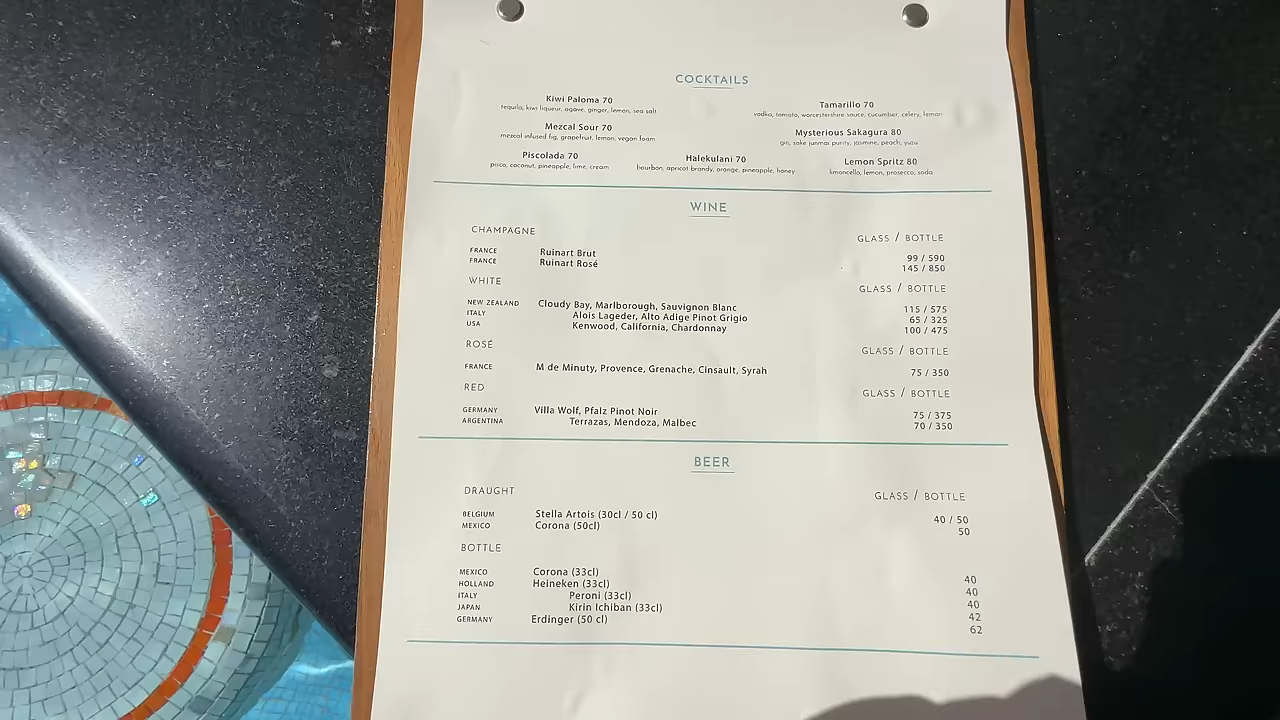 COCKTAILS
Kiwi Paloma 70
tequila, kiwi liqueur, agave, ginger, lemon, sea salt
Tamarillo 70
vodka, tomato, worcestershire sauce, cucumber, celery, lemon
Mezcal Sour 70
mezcal infused fig, grapefruit, lemon, vegan foam
Mysterious Sakagura 80
gin, sake junmai purity, jasmine, peach, yuzu
Piscolada 70
pisco, coconut, pineapple, lime, cream
Halekulani 70
bourbon, apricot brandy, orange, pineapple, honey
Lemon Spritz 80
limoncello, lemon, prosecco, soda
WINE
CHAMPAGNE GLASS / BOTTLE
FRANCE Ruinart Brut 99 / 590
FRANCE Ruinart Rosé 145 / 850
WHITE GLASS / BOTTLE
NEW ZEALAND Cloudy Bay, Marlborough, Sauvignon Blanc 115 / 575
ITALY Alois Lageder, Alto Adige Pinot Grigio 65 / 325
USA Kenwood, California, Chardonnay 100 / 475
ROSÉ GLASS / BOTTLE
FRANCE M de Minuty, Provence, Grenache, Cinsault, Syrah 75 / 350
RED GLASS / BOTTLE
GERMANY Villa Wolf, Pfalz Pinot Noir 75 / 375
ARGENTINA Terrazas, Mendoza, Malbec 70 / 350
BEER
DRAUGHT GLASS / BOTTLE
BELGIUM Stella Artois (30cl / 50 cl) 40 / 50
MEXICO Corona (50cl) 50
BOTTLE
MEXICO Corona (33cl) 40
HOLLAND Heineken (33cl) 40
ITALY Peroni (33cl) 40
JAPAN Kirin Ichiban (33cl) 42
GERMANY Erdinger (50 cl) 62